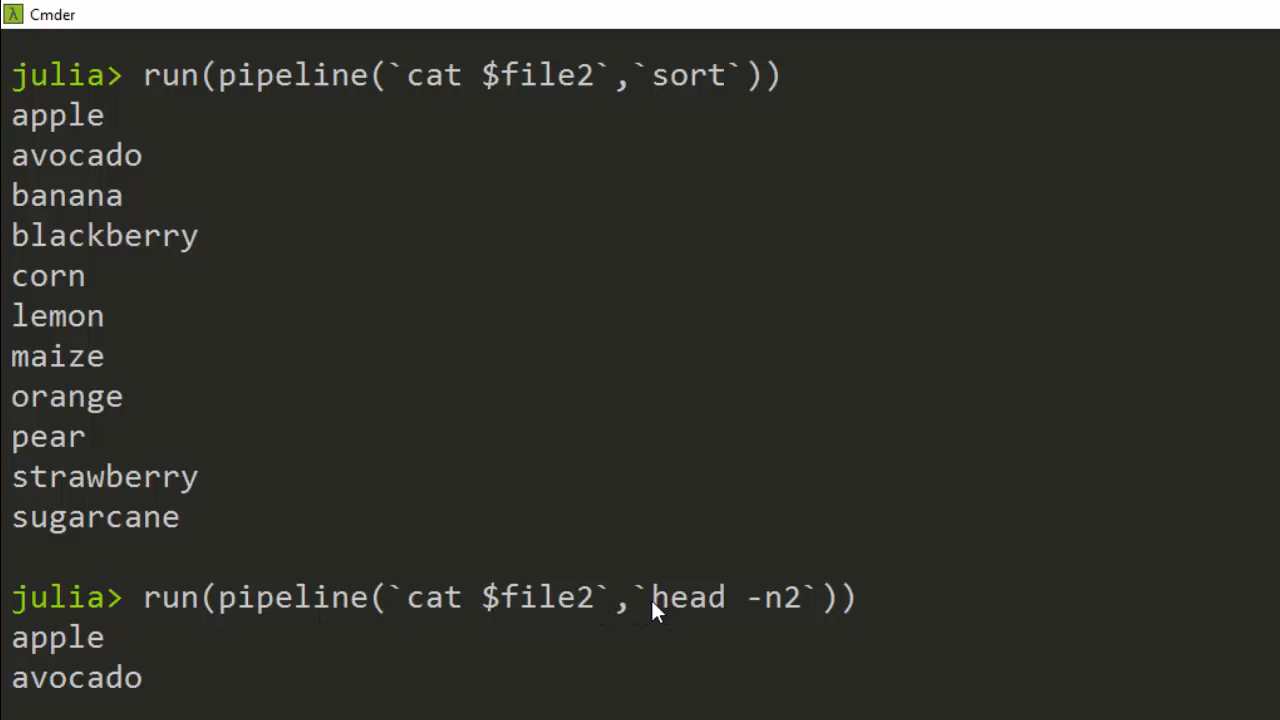 λ Cmder
julia> run(pipeline(`cat $file2`,`sort`))
apple
avocado
banana
blackberry
corn
lemon
maize
orange
pear
strawberry
sugarcane
julia> run(pipeline(`cat $file2`,`head -n2`))
apple
avocado